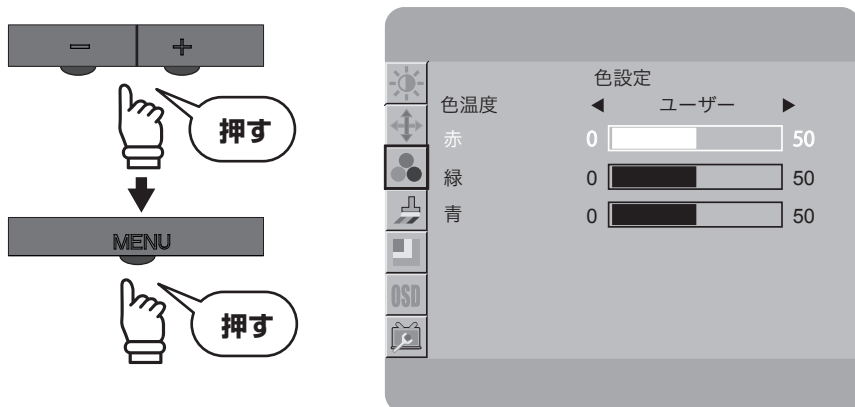 − +
押す
MENU
押す
色設定
色温度 ◀ ユーザー ▶
赤 0 50
緑 0 50
青 0 50
OSD